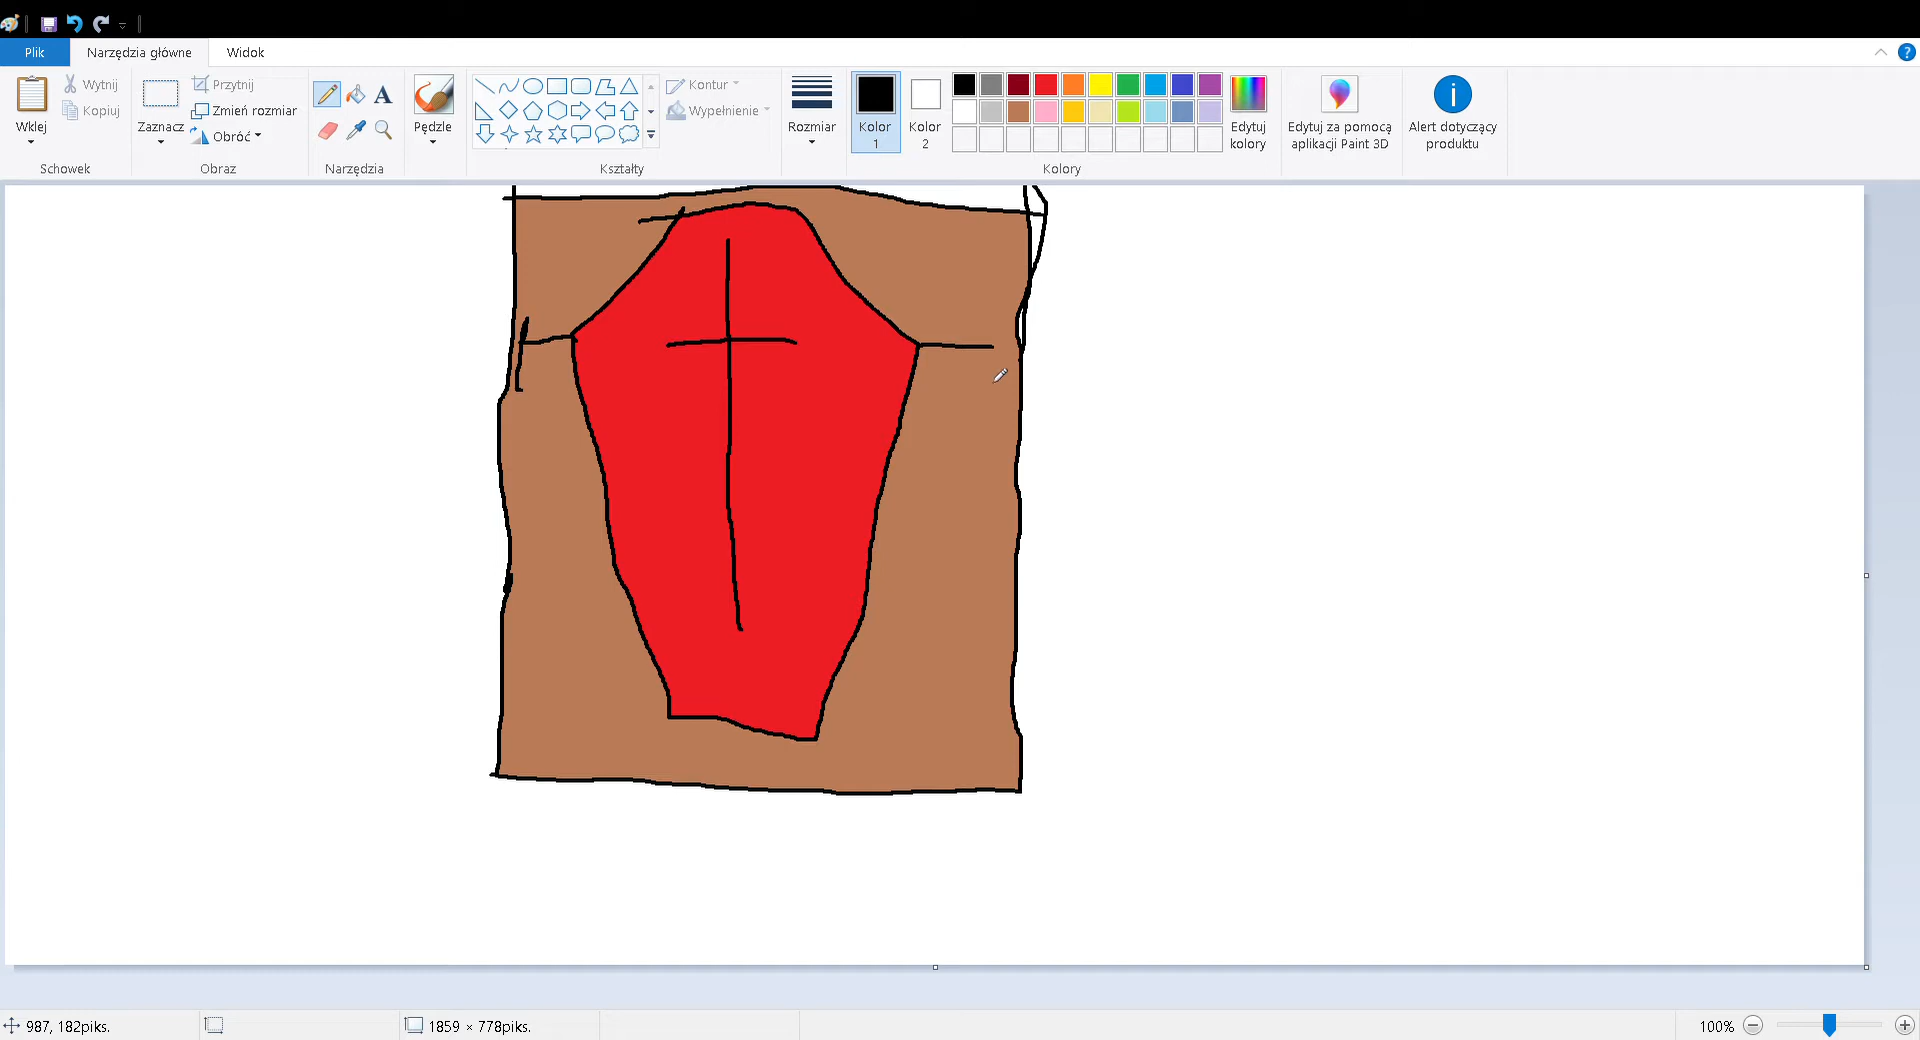 Plik Narzędzia główne Widok
Wklej
Wytnij
Kopiuj
Schowek
Zaznacz
Przytnij
Zmień rozmiar
Obróć
Obraz
A
Narzędzia
Pędzle
Kontur
Wypełnienie
Kształty
Rozmiar
Kolor
1
Kolor
2
Edytuj
kolory
Kolory
Edytuj za pomocą
aplikacji Paint 3D
Alert dotyczący
produktu
987, 182piks.
1859 × 778piks.
100%